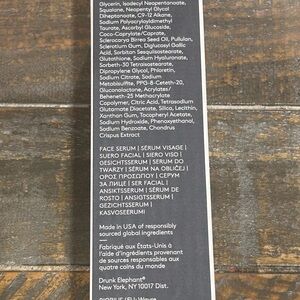 Glycerin, Isodecyl Neopentanoate,
Squalane, Neopentyl Glycol
Diheptanoate, C9-12 Alkane,
Sodium Polyacryloyldimethyl
Taurate, Ascorbyl Glucoside,
Coco-Caprylate/Caprate,
Sclerocarya Birrea Seed Oil, Pullulan,
Sclerotium Gum, Diglucosyl Gallic
Acid, Sorbitan Sesquiisostearate,
Glutathione, Sodium Hyaluronate,
Sorbeth-30 Tetraisostearate,
Dipropylene Glycol, Phloretin,
Sodium Citrate, Sodium
Metabisulfite, PPG-8-Ceteth-20,
Gluconolactone, Acrylates/
Beheneth-25 Methacrylate
Copolymer, Citric Acid, Tetrasodium
Glutamate Diacetate, Silica, Lecithin,
Xanthan Gum, Tocopheryl Acetate,
Sodium Hydroxide, Phenoxyethanol,
Sodium Benzoate, Chondrus
Crispus Extract
FACE SERUM | SÉRUM VISAGE |
SUERO FACIAL | SIERO VISO |
GESICHTSSERUM | SERUM DO
TWARZY | SÉRUM NA OBLIČEJ |
ΟΡΟΣ ΠΡΟΣΩΠΟΥ | СЕРУМ
ЗА ЛИЦЕ | SER FACIAL |
ANSIKTSSERUM | SÉRUM DE
ROSTO | ANSIGTSSERUM |
GEZICHTSSERUM |
KASVOSEERUMI
Made in USA of responsibly
sourced global ingredients
Fabriqué aux États-Unis à
l'aide d'ingrédients provenant
de sources responsables aux
quatre coins du monde
Drunk Elephant®
New York, NY 10017 Dist.